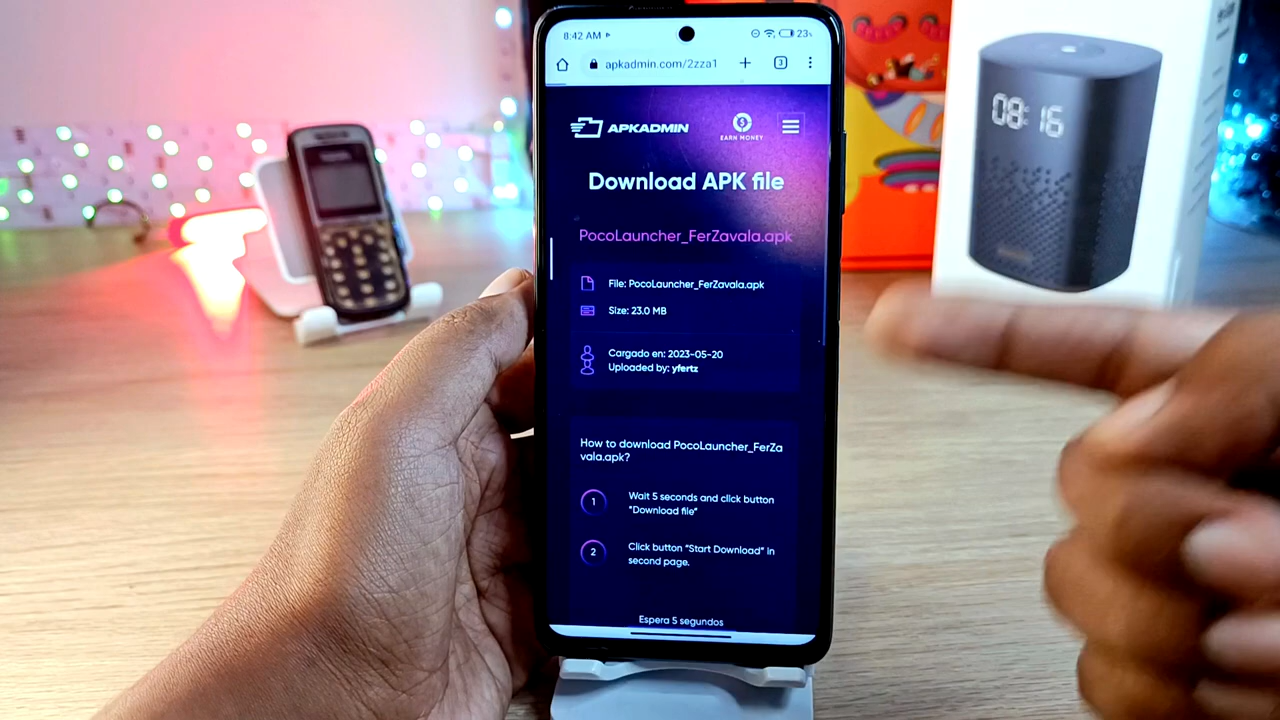 8:42 AM
23
apkadmin.com/2zza1
3
APKADMIN
EARN MONEY
Download APK file
PocoLauncher_FerZavala.apk
File: PocoLauncher_FerZavala.apk
Size: 23.0 MB
Cargado en: 2023-05-20
Uploaded by: yfertz
How to download PocoLauncher_FerZa
vala.apk?
1
Wait 5 seconds and click button
"Download file"
2
Click button "Start Download" in
second page.
Espera 5 segundos
08:16